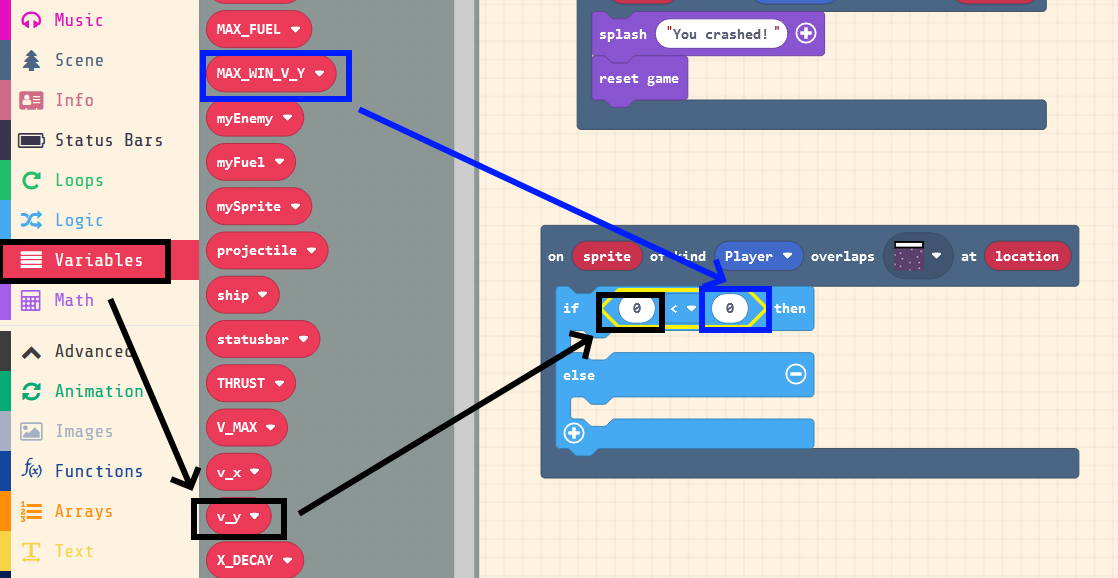 Music
Scene
Info
Status Bars
Loops
Logic
Variables
Math
Advanced
Animation
Images
Functions
Arrays
Text
MAX_FUEL
MAX_WIN_V_Y
myEnemy
myFuel
mySprite
projectile
ship
statusbar
THRUST
V_MAX
v_x
v_y
X_DECAY
splash "You crashed!"
reset game
on sprite of kind Player overlaps at location
if 0 < 0 then
else